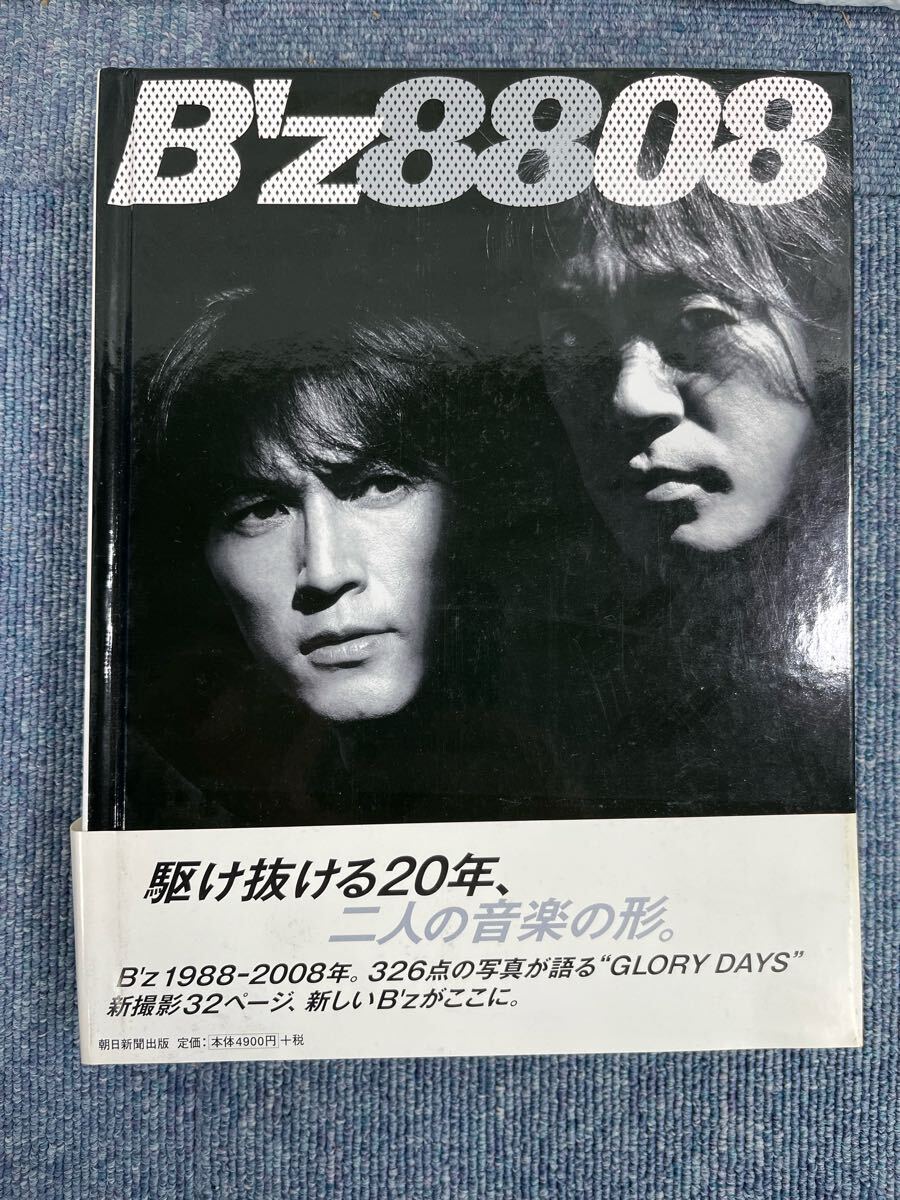 B'z8808
駆け抜ける20年、
二人の音楽の形。
B'z 1988-2008年。326点の写真が語る“GLORY DAYS”
新撮影32ページ、新しいB'zがここに。
朝日新聞出版 定価：本体4900円+税